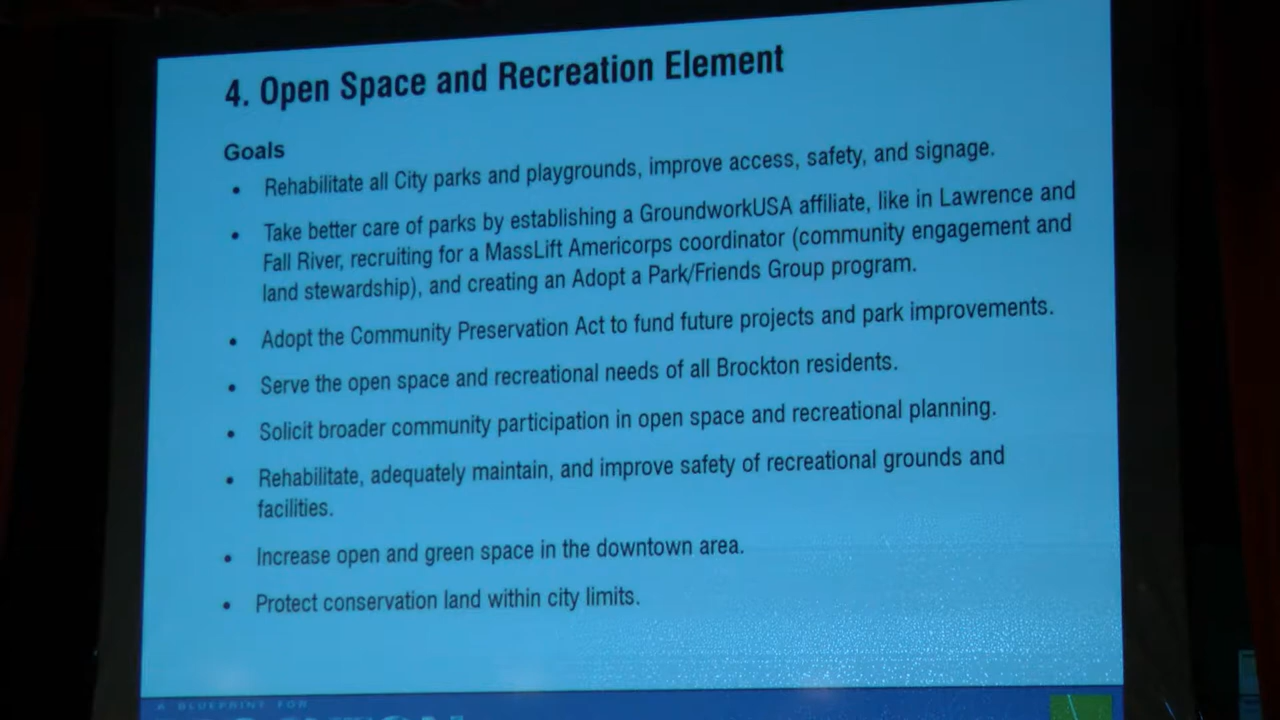 4. Open Space and Recreation Element
Goals
• Rehabilitate all City parks and playgrounds, improve access, safety, and signage.
• Take better care of parks by establishing a GroundworkUSA affiliate, like in Lawrence and
Fall River, recruiting for a MassLift Americorps coordinator (community engagement and
land stewardship), and creating an Adopt a Park/Friends Group program.
• Adopt the Community Preservation Act to fund future projects and park improvements.
• Serve the open space and recreational needs of all Brockton residents.
• Solicit broader community participation in open space and recreational planning.
• Rehabilitate, adequately maintain, and improve safety of recreational grounds and
facilities.
• Increase open and green space in the downtown area.
• Protect conservation land within city limits.
A BLUEPRINT FOR